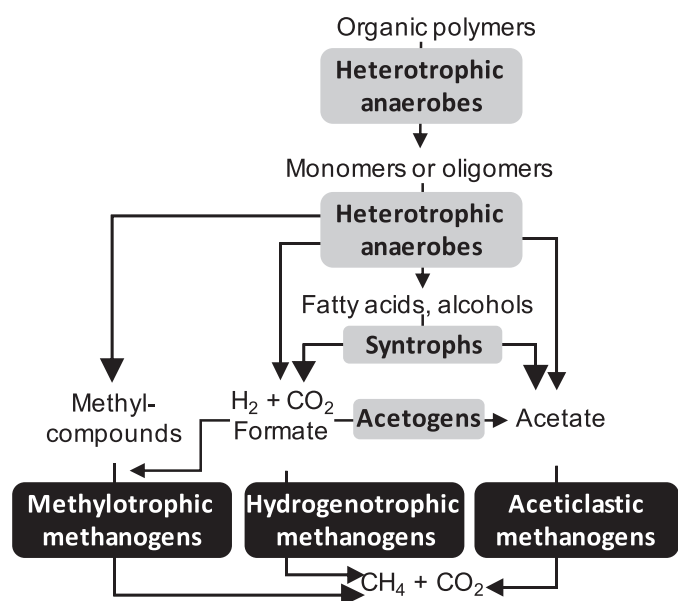 Organic polymers
Heterotrophic
anaerobes
Monomers or oligomers
Heterotrophic
anaerobes
Fatty acids, alcohols
Syntrophs
Methyl-
compounds
H₂ + CO₂
Formate
Acetogens
Acetate
Methylotrophic
methanogens
Hydrogenotrophic
methanogens
Aceticlastic
methanogens
CH₄ + CO₂